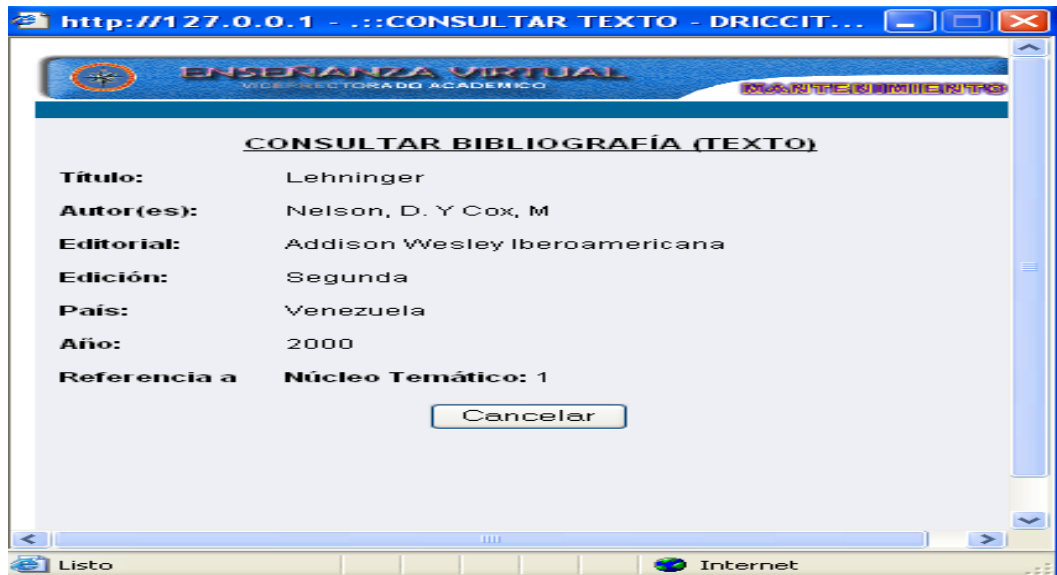 http://127.0.0.1 - .::CONSULTAR TEXTO - DRICCIT...
ENSEÑANZA VIRTUAL
VICE-RECTORADO ACADEMICO
MANTENIMIENTO
CONSULTAR BIBLIOGRAFÍA (TEXTO)
Título: Lehninger
Autor(es): Nelson, D. Y Cox, M
Editorial: Addison Wesley Iberoamericana
Edición: Segunda
País: Venezuela
Año: 2000
Referencia a Núcleo Temático: 1
Cancelar
Listo Internet